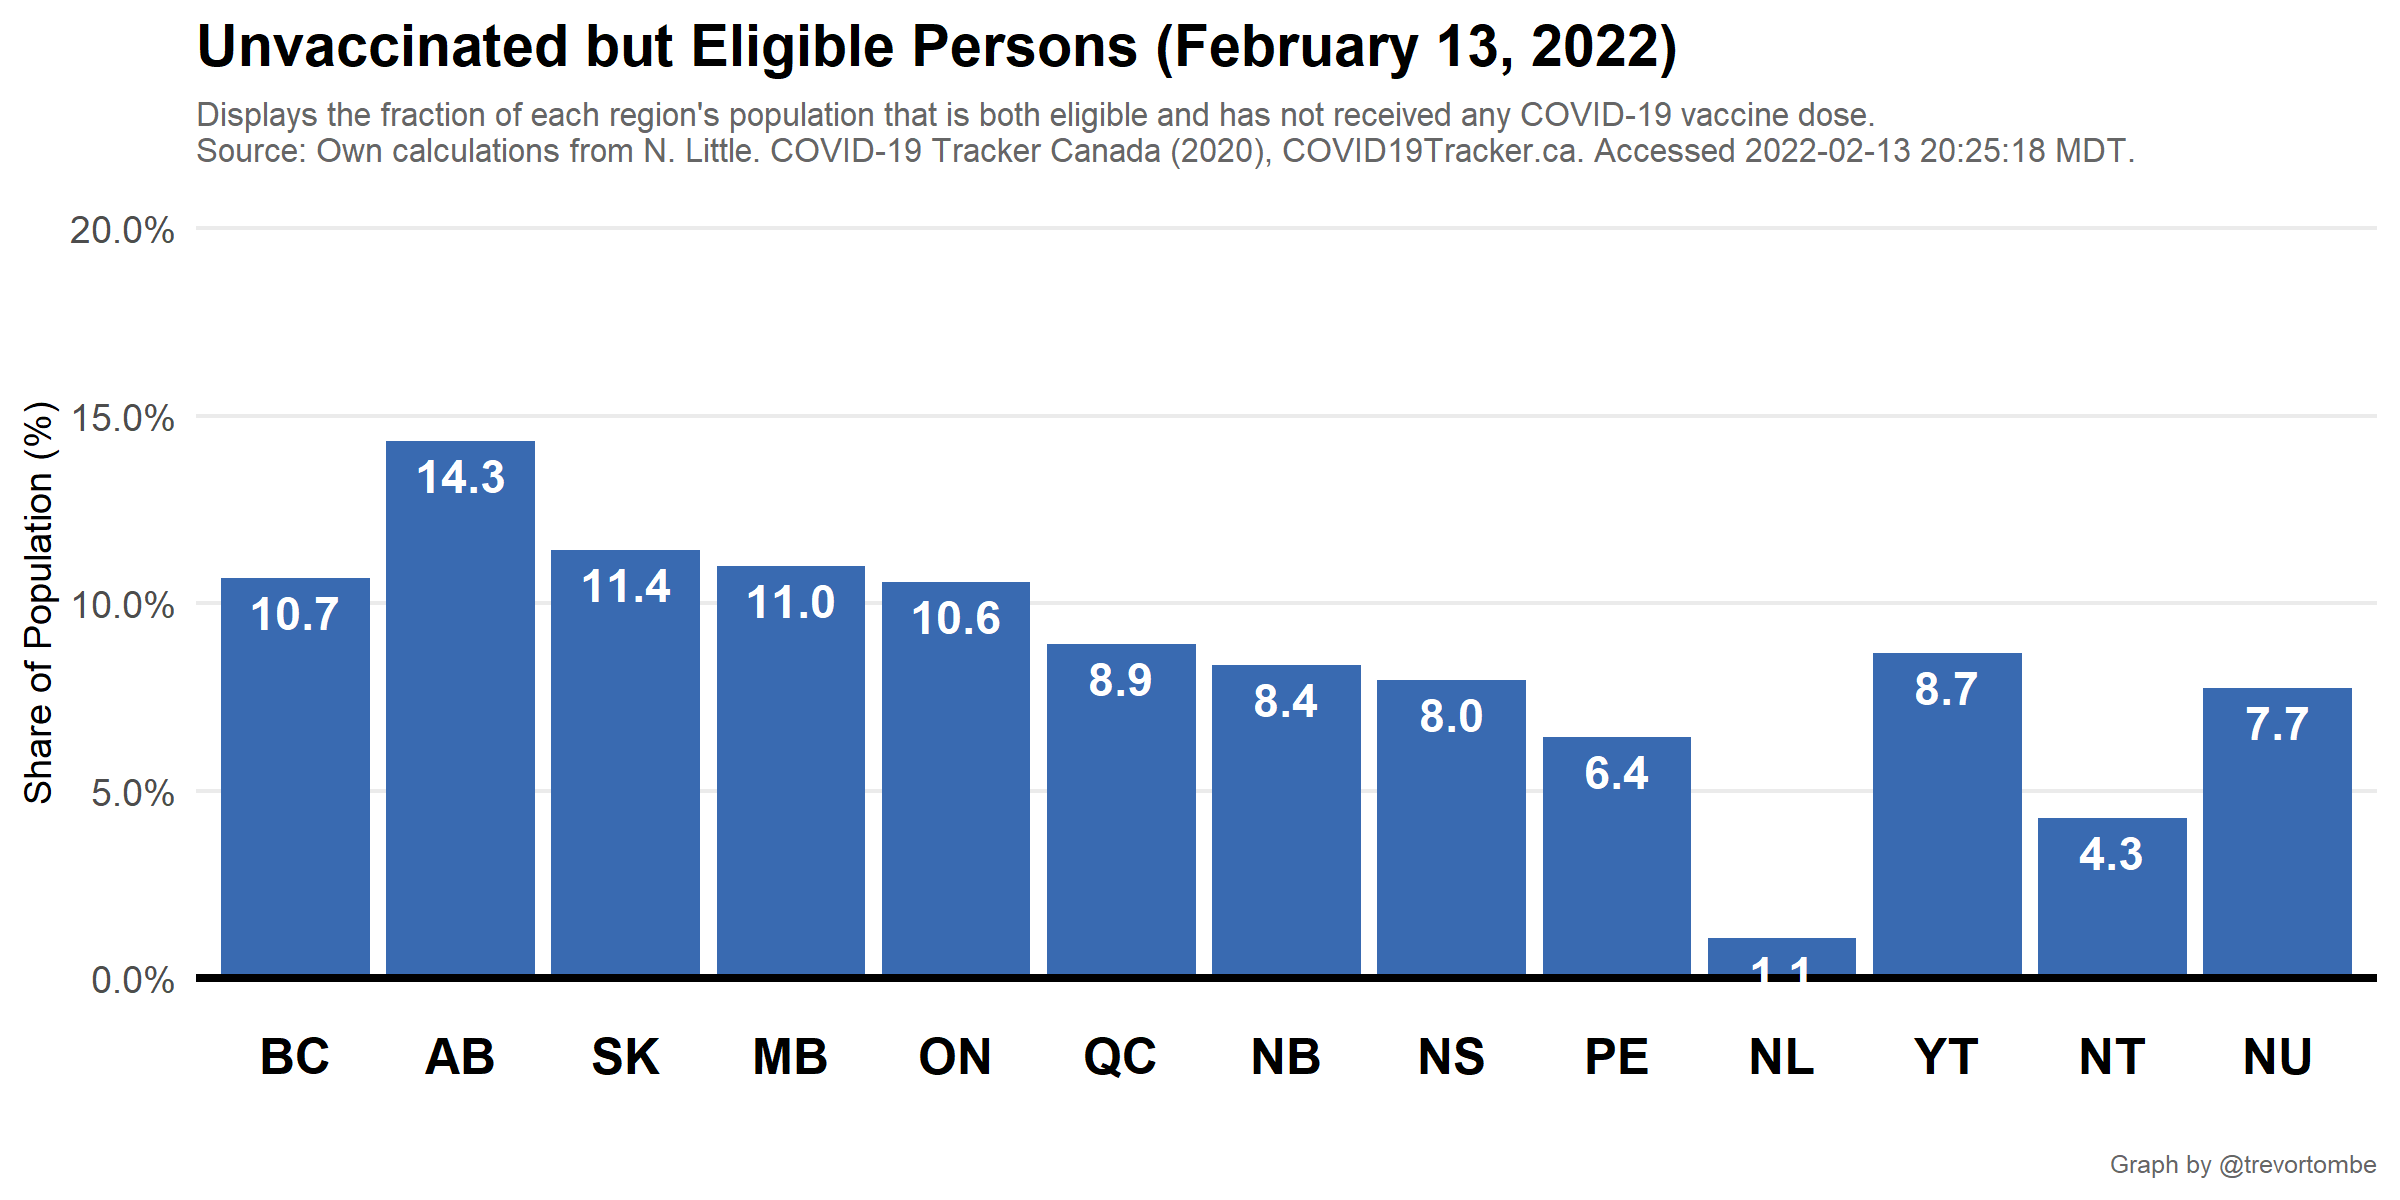 Unvaccinated but Eligible Persons (February 13, 2022)
Displays the fraction of each region's population that is both eligible and has not received any COVID-19 vaccine dose.
Source: Own calculations from N. Little. COVID-19 Tracker Canada (2020), COVID19Tracker.ca. Accessed 2022-02-13 20:25:18 MDT.
Share of Population (%)
20.0%
15.0%
10.0%
5.0%
0.0%
10.7
14.3
11.4
11.0
10.6
8.9
8.4
8.0
6.4
1.1
8.7
4.3
7.7
BC
AB
SK
MB
ON
QC
NB
NS
PE
NL
YT
NT
NU
Graph by @trevortombe